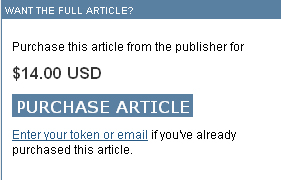 WANT THE FULL ARTICLE?
Purchase this article from the publisher for
$14.00 USD
PURCHASE ARTICLE
Enter your token or email if you've already
purchased this article.